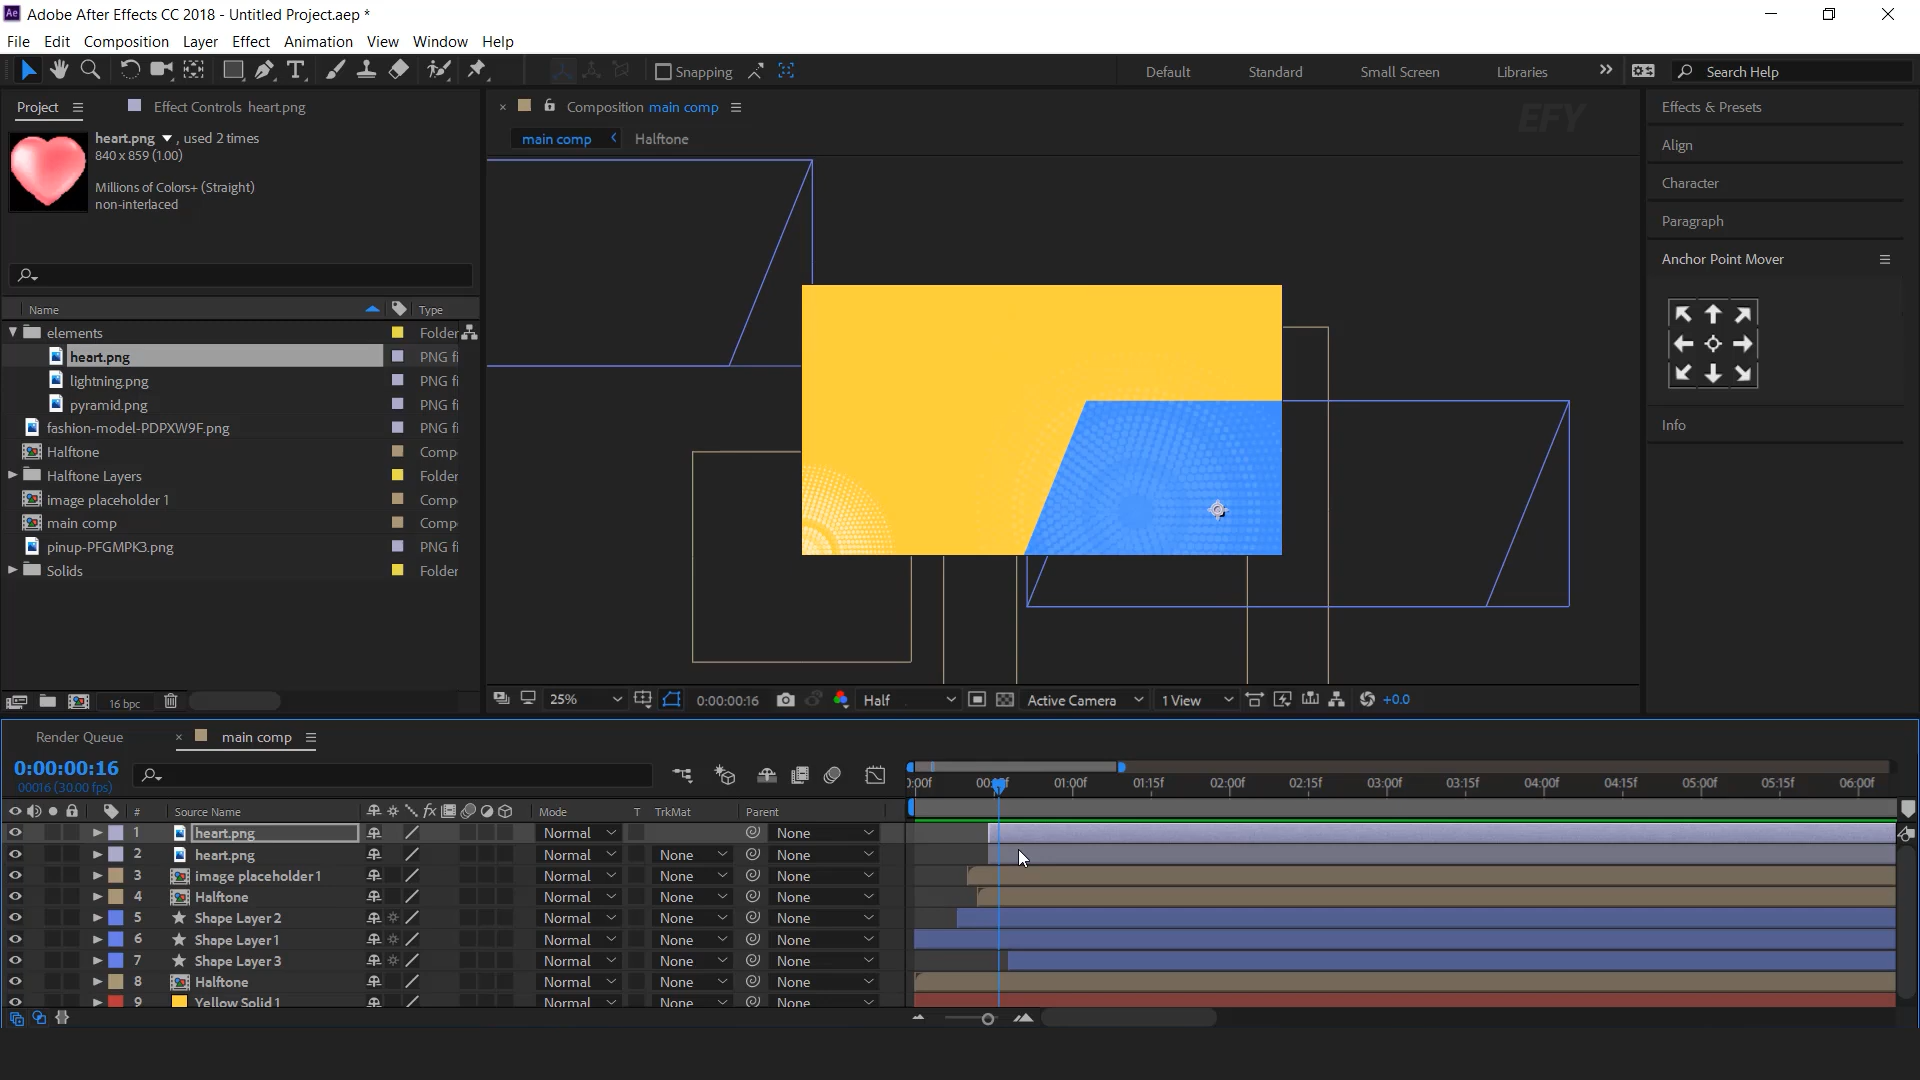 Adobe After Effects CC 2018 - Untitled Project.aep *
File Edit Composition Layer Effect Animation View Window Help
Snapping
Default Standard Small Screen Libraries Search Help
Project Effect Controls heart.png
Composition main comp
EFY
main comp Halftone
heart.png , used 2 times
840 x 859 (1.00)
Millions of Colors+ (Straight)
non-interlaced
Name Type
elements Folder
heart.png PNG fi
lightning.png PNG fi
pyramid.png PNG fi
fashion-model-PDPXW9F.png PNG fi
Halftone Comp
Halftone Layers Folder
image placeholder 1 Comp
main comp Comp
pinup-PFGMPK3.png PNG fi
Solids Folder
16 bpc
25% 0:00:00:16 Half Active Camera 1 View +0.0
Effects & Presets
Align
Character
Paragraph
Anchor Point Mover
Info
Render Queue main comp
0:00:00:16
00016 (30.00 fps)
0:00f 01:00f 01:15f 02:00f 02:15f 03:00f 03:15f 04:00f 04:15f 05:00f 05:15f 06:00f
# Source Name fx Mode T TrkMat Parent
1 heart.png Normal None
2 heart.png Normal None None
3 image placeholder 1 Normal None None
4 Halftone Normal None None
5 Shape Layer 2 Normal None None
6 Shape Layer 1 Normal None None
7 Shape Layer 3 Normal None None
8 Halftone Normal None None
9 Yellow Solid 1 Normal None None